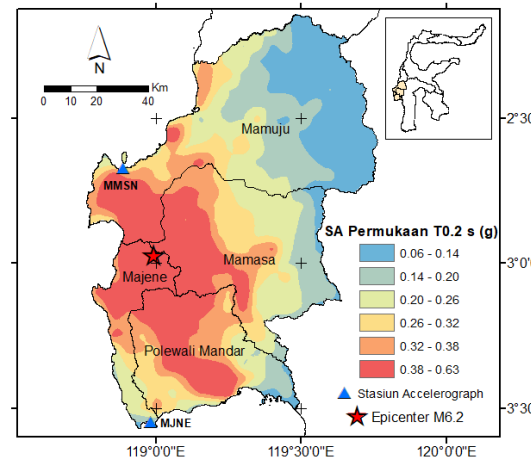 N
Km
0 10 20 40
2°30
Mamuju
MMSN
SA Permukaan T0.2 s (g)
0.06 - 0.14
0.14 - 0.20
0.20 - 0.26
0.26 - 0.32
0.32 - 0.38
0.38 - 0.63
Mamasa
3°0'0
Majene
Polewali Mandar
Stasiun Accelerograph
Epicenter M6.2
MJNE
3°30
119°0'0"E 119°30'0"E 120°0'0"E